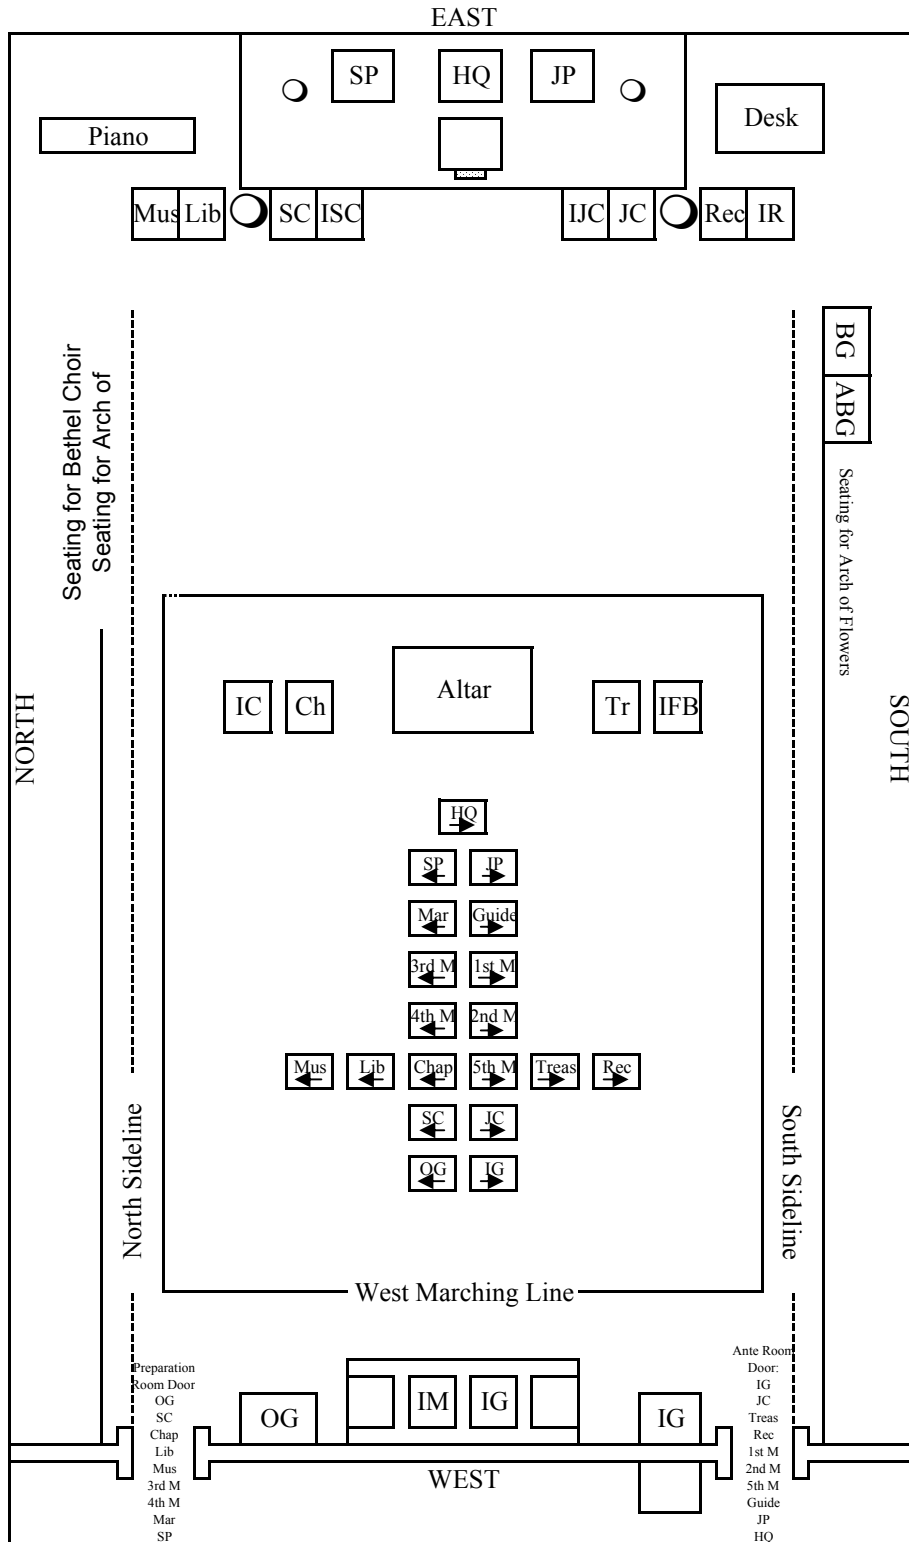 EAST
SP HQ JP
Piano
Desk
Mus Lib SC ISC IJC JC Rec IR
BG
ABG
Seating for Bethel Choir
Seating for Arch of
Seating for Arch of Flowers
NORTH
SOUTH
IC Ch Altar Tr IFB
HQ
SP JP
Mar Guide
3rd M 1st M
4th M 2nd M
Mus Lib Chap 5th M Treas Rec
SC JC
OG IG
North Sideline
South Sideline
West Marching Line
Preparation
Room Door
OG
SC
Chap
Lib
Mus
3rd M
4th M
Mar
SP
OG IM IG IG
WEST
Ante Room
Door:
IG
JC
Treas
Rec
1st M
2nd M
5th M
Guide
JP
HQ